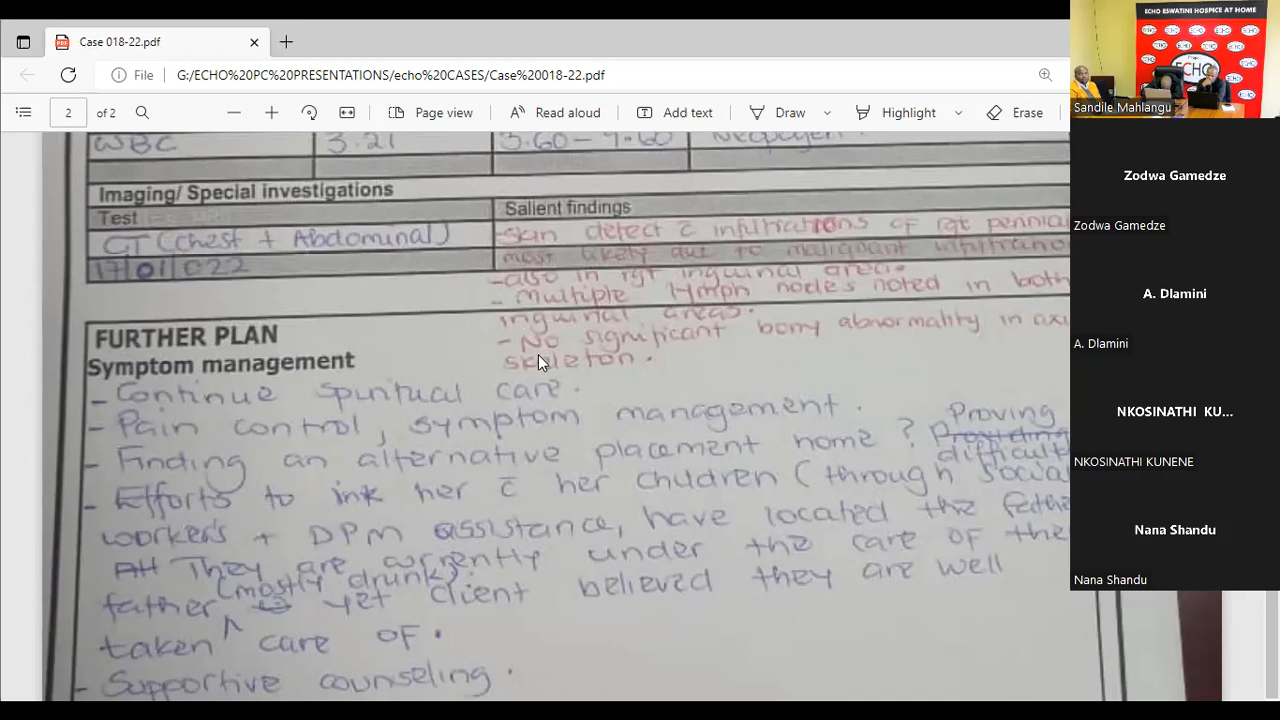 Case 018-22.pdf
File G:/ECHO%20PC%20PRESENTATIONS/echo%20CASES/Case%20018-22.pdf
2 of 2 Page view Read aloud Add text Draw Highlight Erase
WBC 3.21
Imaging/ Special investigations
Test Salient findings
CT (Chest + Abdominal) -skan detect c̄ infiltrations of rgt
17/01/022 most likely due to malignant
-also in rgt inguinal area.
- Multiple lymph nodes noted in both
inguinal areas.
FURTHER PLAN - No significant bony abnormality in
Symptom management skeleton.
- Continue spiritual care.
- Pain control, symptom management.
- Finding an alternative placement home? Proving
difficult
- Efforts to ink her c̄ her children (through social
workers + DPM assistance, have located the
They are currently under the care of the
(mostly drunk)
father yet client believed they are well
taken care of.
- Supportive counseling.
ECHO ESWATINI HOSPICE AT HOME
ECHO
Sandile Mahlangu
Zodwa Gamedze
Zodwa Gamedze
A. Dlamini
A. Dlamini
NKOSINATHI KU...
NKOSINATHI KUNENE
Nana Shandu
Nana Shandu